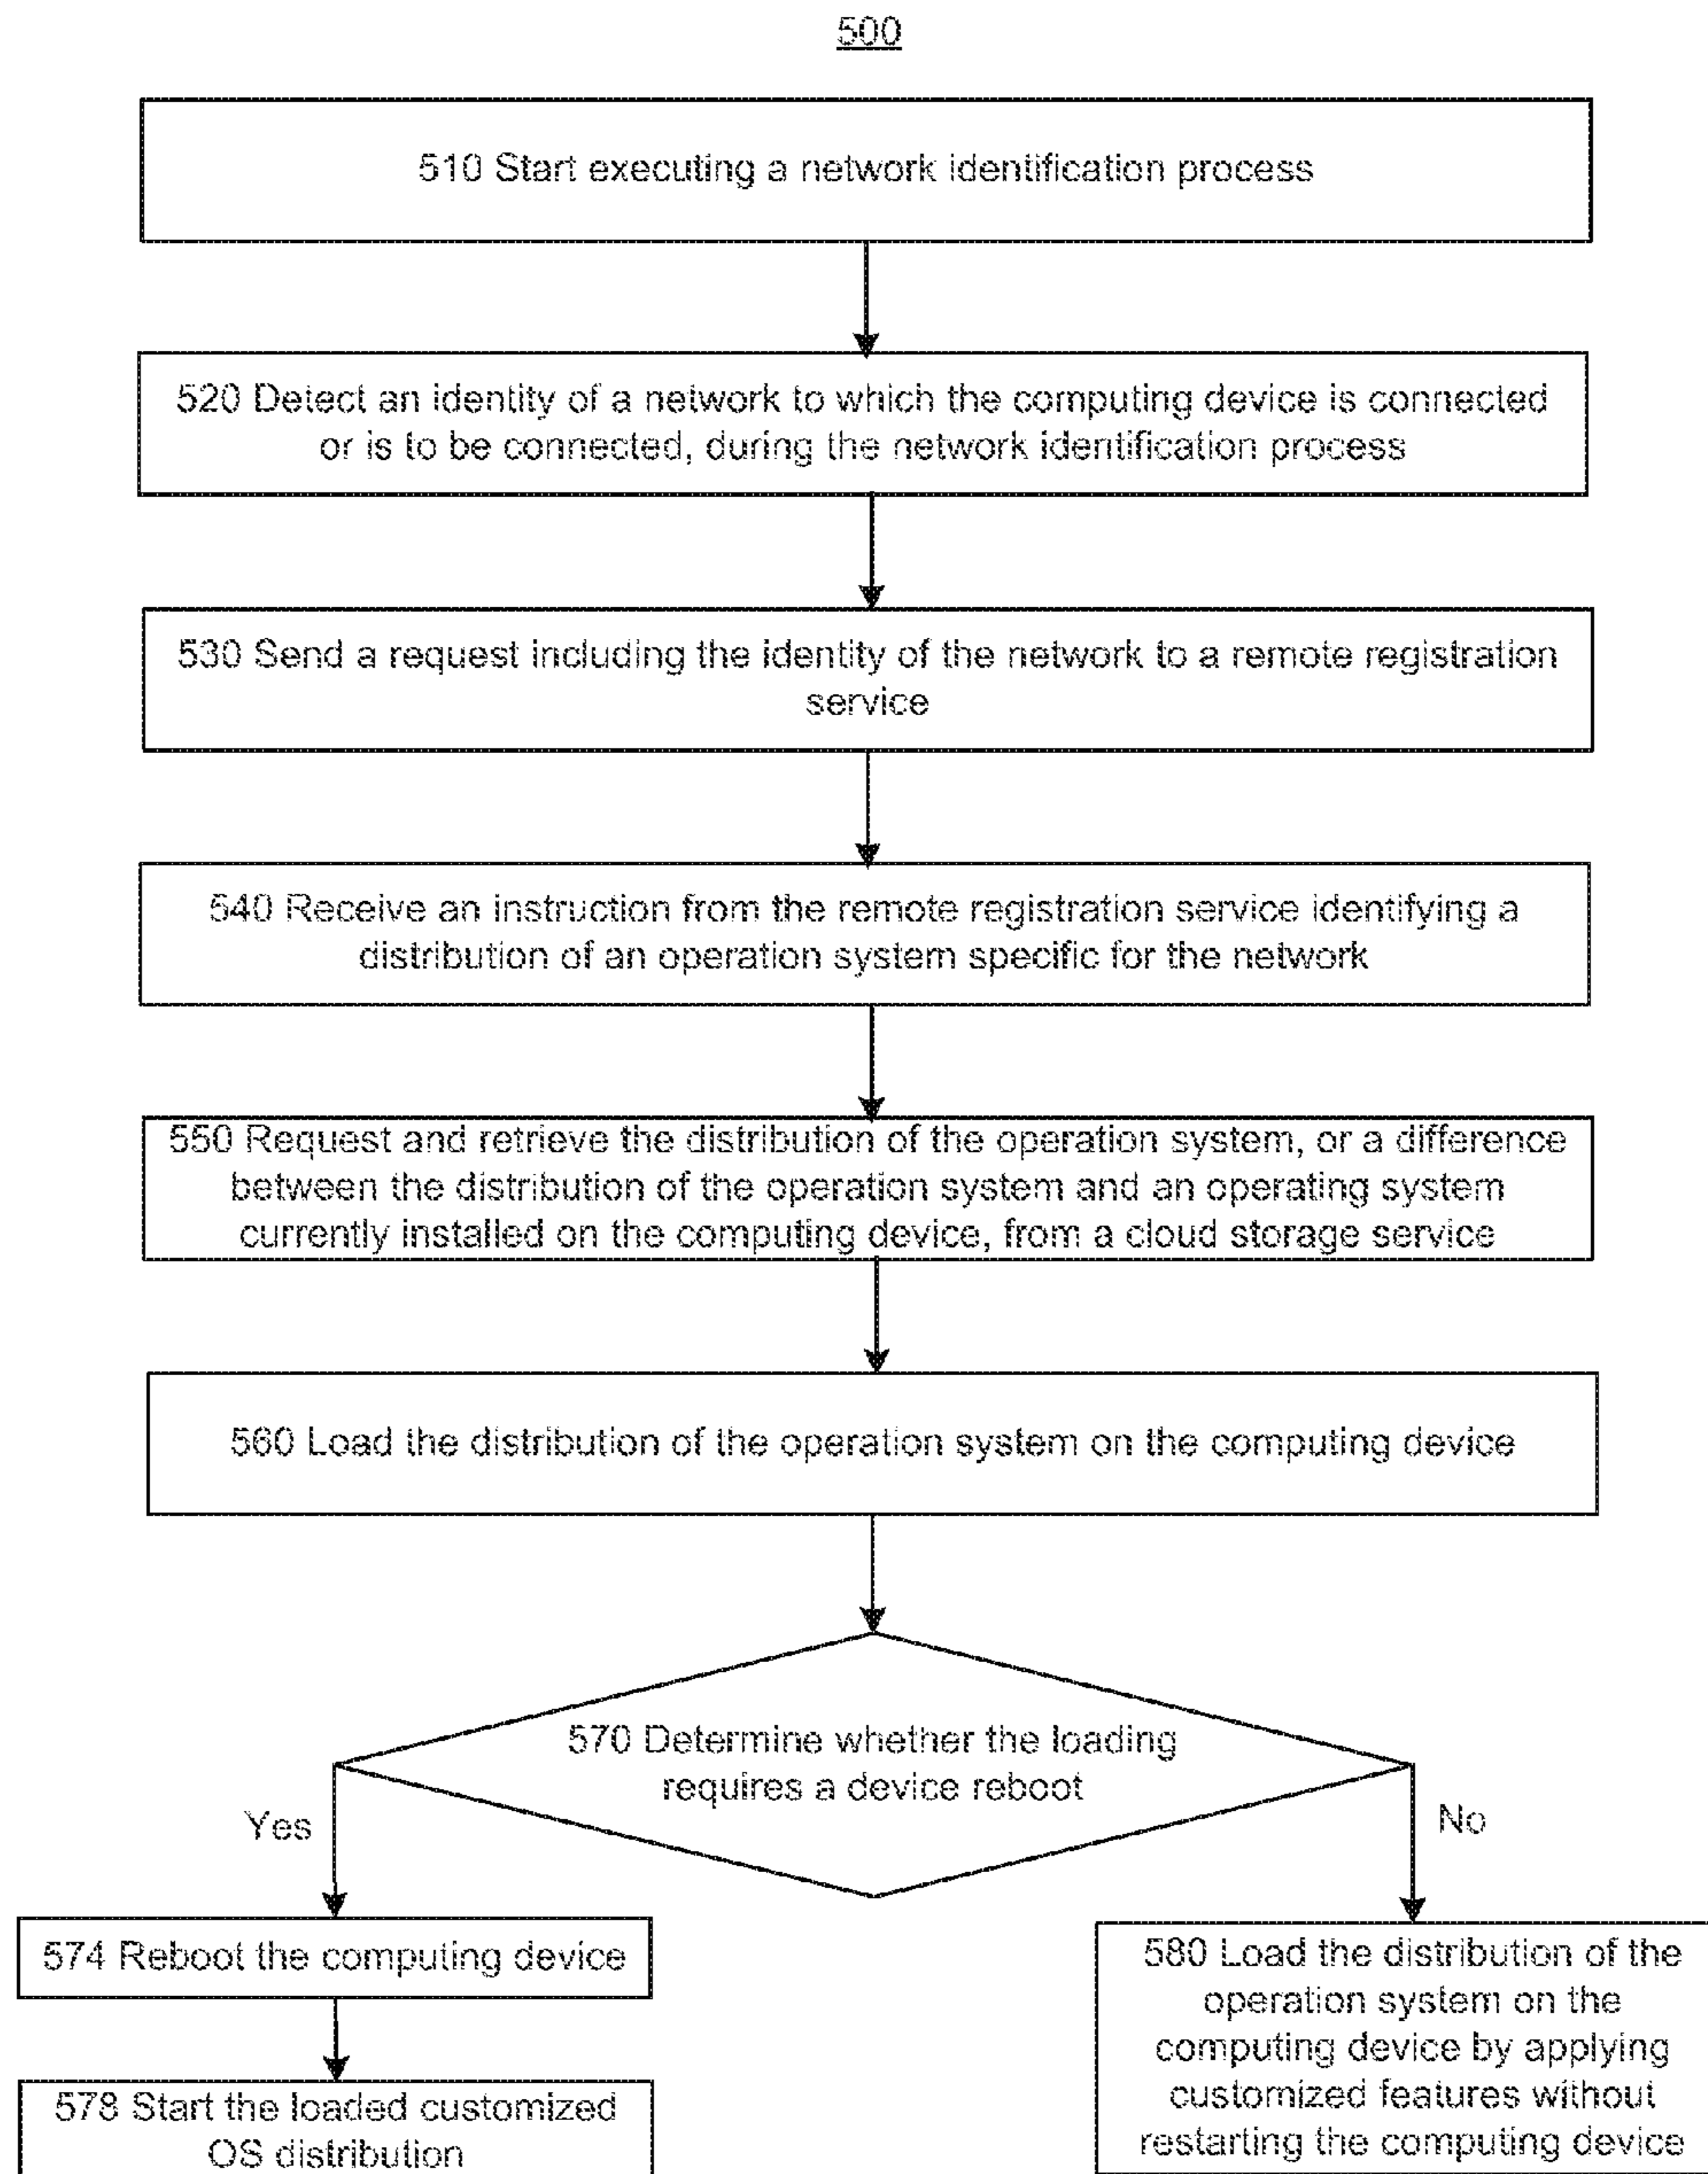 500
510 Start executing a network identification process
520 Detect an identity of a network to which the computing device is connected
or is to be connected, during the network identification process
530 Send a request including the identity of the network to a remote registration
service
540 Receive an instruction from the remote registration service identifying a
distribution of an operation system specific for the network
550 Request and retrieve the distribution of the operation system, or a difference
between the distribution of the operation system and an operating system
currently installed on the computing device, from a cloud storage service
560 Load the distribution of the operation system on the computing device
570 Determine whether the loading
requires a device reboot
Yes
No
574 Reboot the computing device
578 Start the loaded customized
OS distribution
580 Load the distribution of the
operation system on the
computing device by applying
customized features without
restarting the computing device